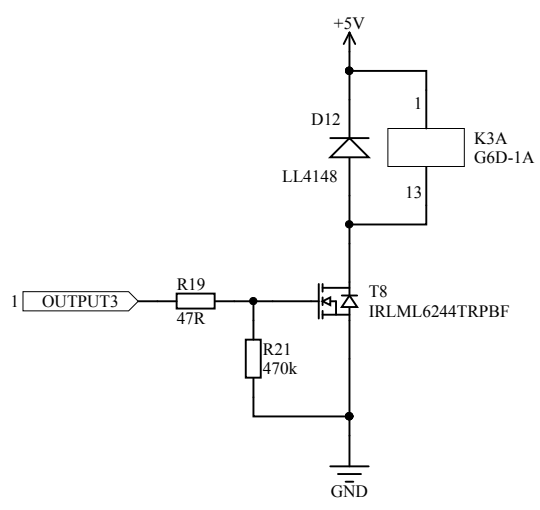 +5V
1
D12
K3A
G6D-1A
LL4148
13
R19
T8
1 OUTPUT3
IRLML6244TRPBF
47R
R21
470k
GND